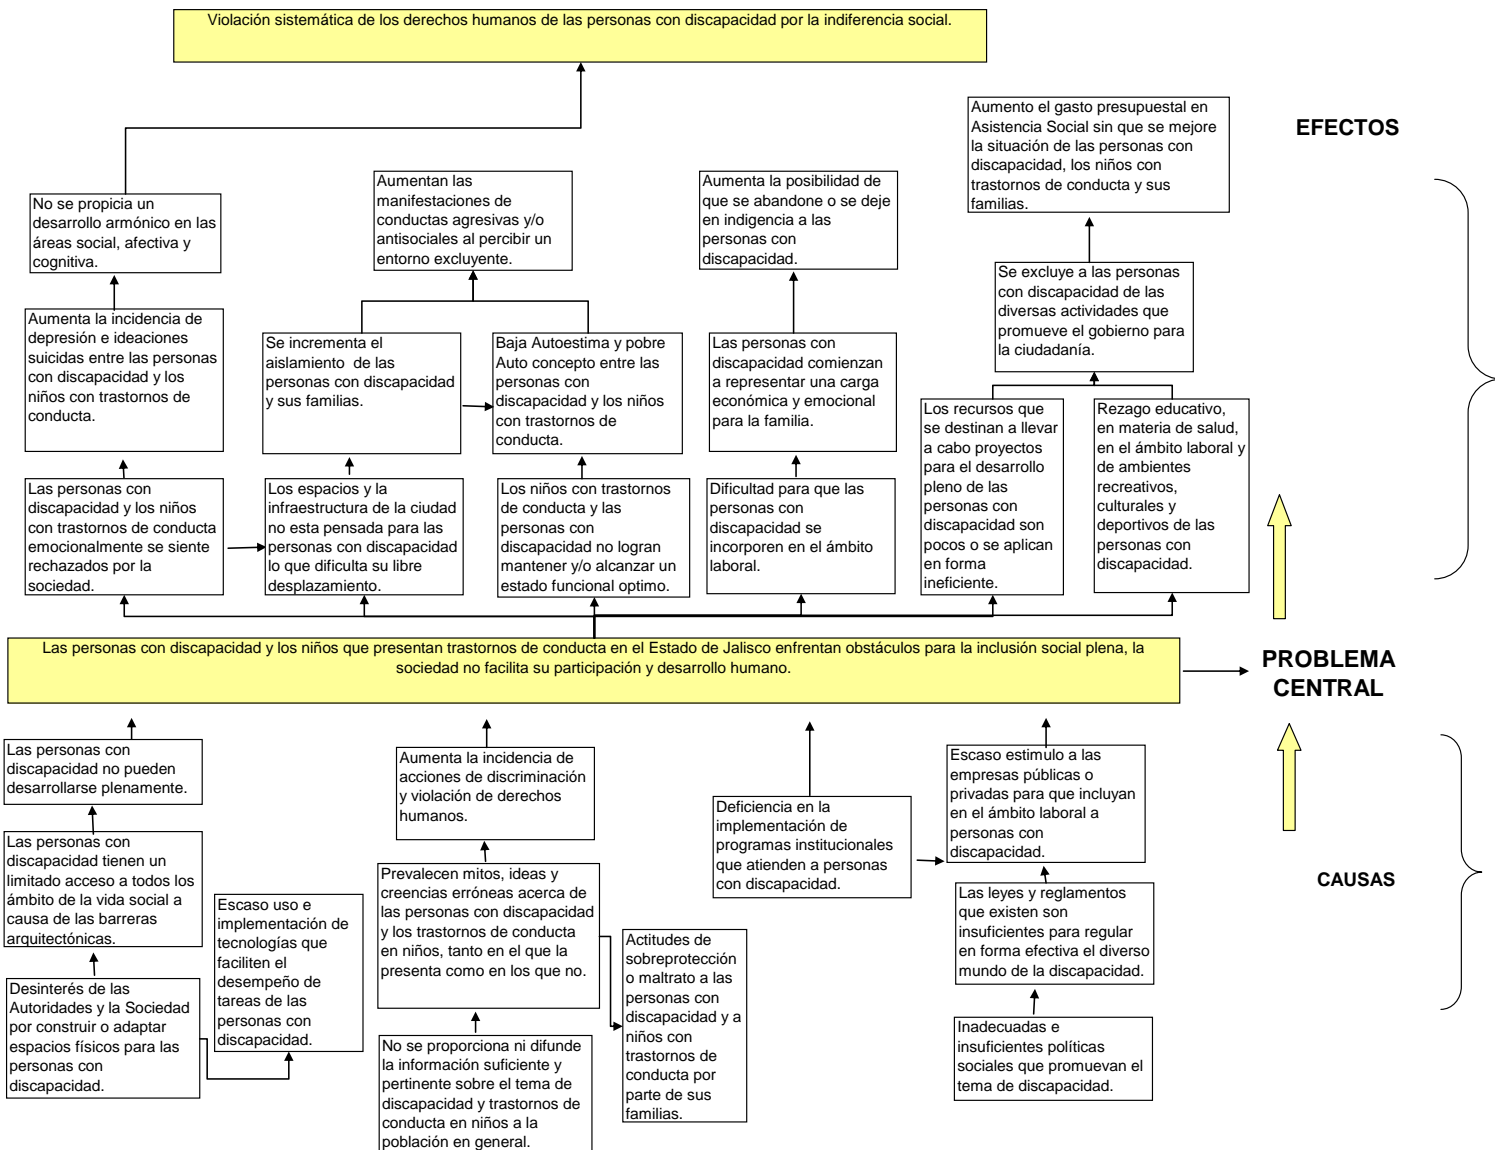 Violación sistemática de los derechos humanos de las personas con discapacidad por la indiferencia social.
Aumento el gasto presupuestal en
Asistencia Social sin que se mejore
la situación de las personas con
discapacidad, los niños con
trastornos de conducta y sus
familias.
EFECTOS
No se propicia un
desarrollo armónico en las
áreas social, afectiva y
cognitiva.
Aumentan las
manifestaciones de
conductas agresivas y/o
antisociales al percibir un
entorno excluyente.
Aumenta la posibilidad de
que se abandone o se deje
en indigencia a las
personas con
discapacidad.
Se excluye a las personas
con discapacidad de las
diversas actividades que
promueve el gobierno para
la ciudadanía.
Aumenta la incidencia de
depresión e ideaciones
suicidas entre las personas
con discapacidad y los
niños con trastornos de
conducta.
Se incrementa el
aislamiento de las
personas con discapacidad
y sus familias.
Baja Autoestima y pobre
Auto concepto entre las
personas con
discapacidad y los niños
con trastornos de
conducta.
Las personas con
discapacidad comienzan
a representar una carga
económica y emocional
para la familia.
Los recursos que
se destinan a llevar
a cabo proyectos
para el desarrollo
pleno de las
personas con
discapacidad son
pocos o se aplican
en forma
ineficiente.
Rezago educativo,
en materia de salud,
en el ámbito laboral y
de ambientes
recreativos,
culturales y
deportivos de las
personas con
discapacidad.
Las personas con
discapacidad y los niños
con trastornos de conducta
emocionalmente se siente
rechazados por la
sociedad.
Los espacios y la
infraestructura de la ciudad
no esta pensada para las
personas con discapacidad
lo que dificulta su libre
desplazamiento.
Los niños con trastornos
de conducta y las
personas con
discapacidad no logran
mantener y/o alcanzar un
estado funcional optimo.
Dificultad para que las
personas con
discapacidad se
incorporen en el ámbito
laboral.
Las personas con discapacidad y los niños que presentan trastornos de conducta en el Estado de Jalisco enfrentan obstáculos para la inclusión social plena, la
sociedad no facilita su participación y desarrollo humano.
PROBLEMA
CENTRAL
Las personas con
discapacidad no pueden
desarrollarse plenamente.
Aumenta la incidencia de
acciones de discriminación
y violación de derechos
humanos.
Deficiencia en la
implementación de
programas institucionales
que atienden a personas
con discapacidad.
Escaso estimulo a las
empresas públicas o
privadas para que incluyan
en el ámbito laboral a
personas con
discapacidad.
CAUSAS
Las personas con
discapacidad tienen un
limitado acceso a todos los
ámbito de la vida social a
causa de las barreras
arquitectónicas.
Escaso uso e
implementación de
tecnologías que
faciliten el
desempeño de
tareas de las
personas con
discapacidad.
Prevalecen mitos, ideas y
creencias erróneas acerca de
las personas con discapacidad
y los trastornos de conducta
en niños, tanto en el que la
presenta como en los que no.
Actitudes de
sobreprotección
o maltrato a las
personas con
discapacidad y a
niños con
trastornos de
conducta por
parte de sus
familias.
Las leyes y reglamentos
que existen son
insuficientes para regular
en forma efectiva el diverso
mundo de la discapacidad.
Desinterés de las
Autoridades y la Sociedad
por construir o adaptar
espacios físicos para las
personas con
discapacidad.
No se proporciona ni difunde
la información suficiente y
pertinente sobre el tema de
discapacidad y trastornos de
conducta en niños a la
población en general.
Inadecuadas e
insuficientes políticas
sociales que promuevan el
tema de discapacidad.